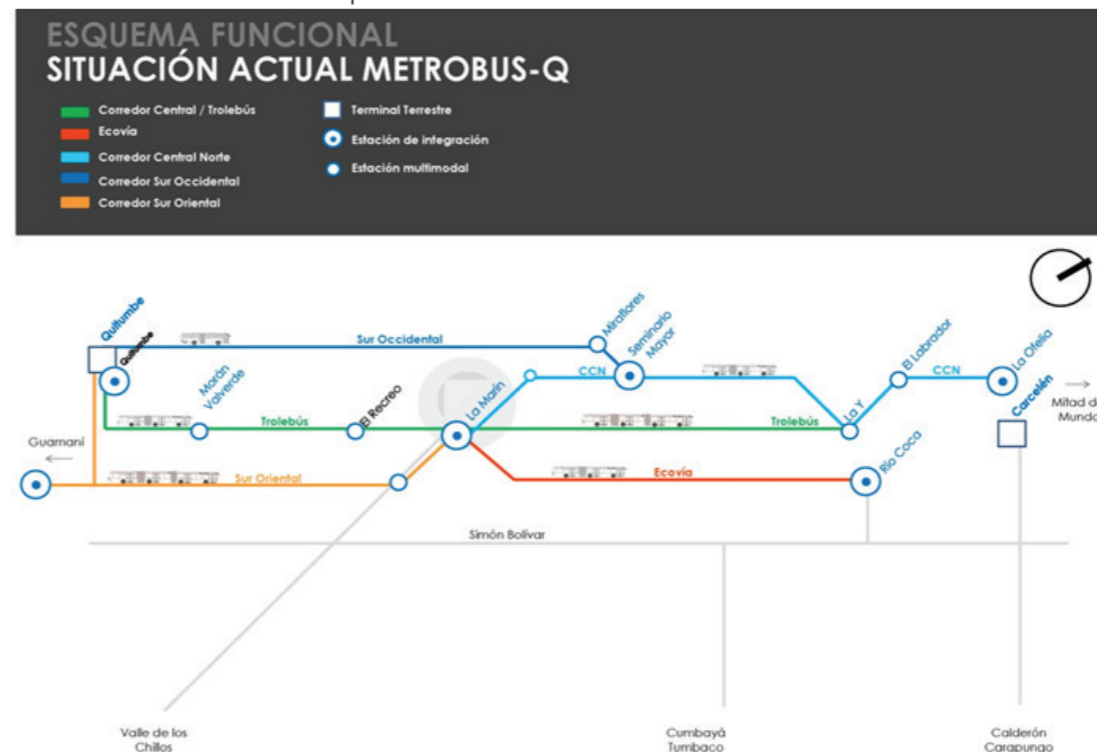 ESQUEMA FUNCIONAL
SITUACIÓN ACTUAL METROBUS-Q
Corredor Central / Trolebús
Ecovía
Corredor Central Norte
Corredor Sur Occidental
Corredor Sur Oriental
Terminal Terrestre
Estación de integración
Estación multimodal
Quitumbe
Quitumbe
Sur Occidental
Miraflores
Seminario
Mayor
Morán
Valverde
El Recreo
La Marín
CCN
El Labrador
CCN
La Ofelia
Mitad d
Mundo
Carcelén
Trolebús
Trolebús
La Y
Guamaní
Sur Oriental
Ecovía
Río Coca
Simón Bolívar
Valle de los
Chillos
Cumbayá
Tumbaco
Calderón
Carapungo